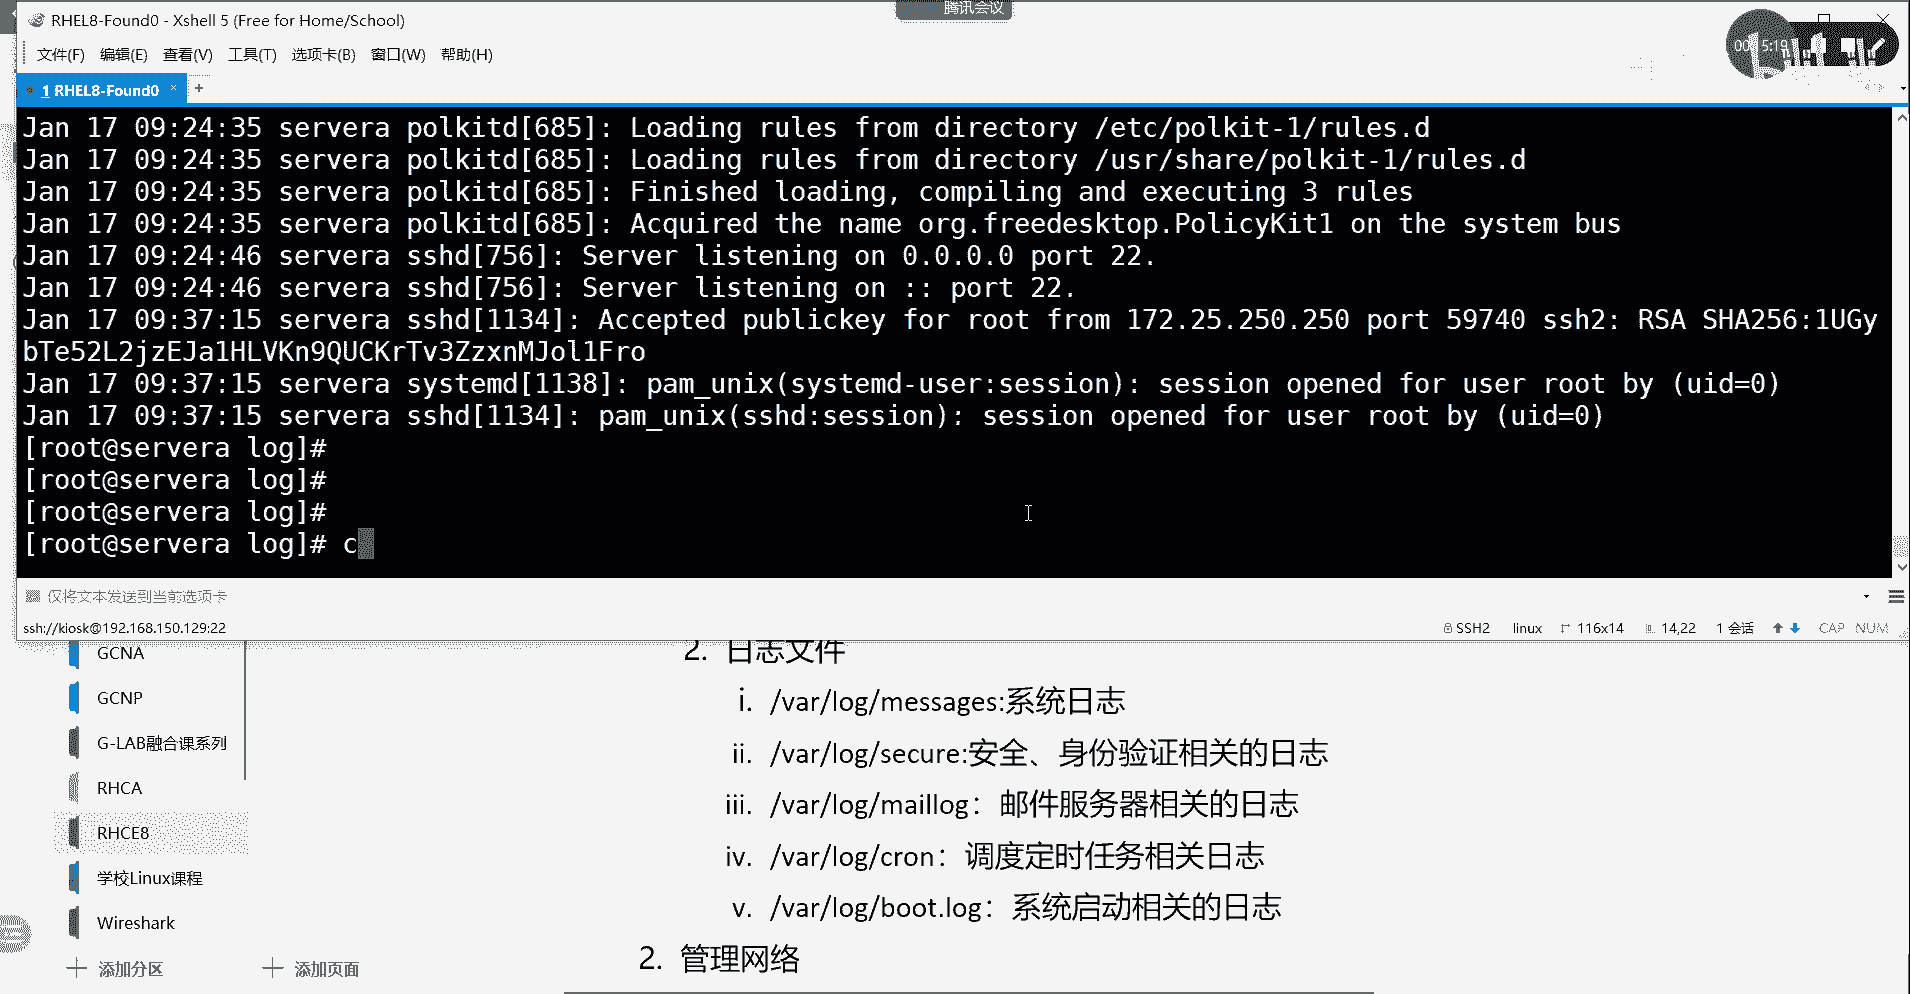 腾讯会议
RHEL8-Found0 - Xshell 5 (Free for Home/School)
文件(F) 编辑(E) 查看(V) 工具(T) 选项卡(B) 窗口(W) 帮助(H)
1 RHEL8-Found0 × +
Jan 17 09:24:35 servera polkitd[685]: Loading rules from directory /etc/polkit-1/rules.d
Jan 17 09:24:35 servera polkitd[685]: Loading rules from directory /usr/share/polkit-1/rules.d
Jan 17 09:24:35 servera polkitd[685]: Finished loading, compiling and executing 3 rules
Jan 17 09:24:35 servera polkitd[685]: Acquired the name org.freedesktop.PolicyKit1 on the system bus
Jan 17 09:24:46 servera sshd[756]: Server listening on 0.0.0.0 port 22.
Jan 17 09:24:46 servera sshd[756]: Server listening on :: port 22.
Jan 17 09:37:15 servera sshd[1134]: Accepted publickey for root from 172.25.250.250 port 59740 ssh2: RSA SHA256:1UGy
bTe52L2jzEJa1HLVKn9QUCKrTv3ZzxnMJol1Fro
Jan 17 09:37:15 servera systemd[1138]: pam_unix(systemd-user:session): session opened for user root by (uid=0)
Jan 17 09:37:15 servera sshd[1134]: pam_unix(sshd:session): session opened for user root by (uid=0)
[root@servera log]#
[root@servera log]#
[root@servera log]#
[root@servera log]# c
仅将文本发送到当前选项卡
ssh://kiosk@192.168.150.129:22 SSH2 linux 116x14 14,22 1 会话 CAP NUM
GCNA
GCNP
G-LAB融合课系列
RHCA
RHCE8
学校Linux课程
Wireshark
添加分区 添加页面
2. 日志文件
i. /var/log/messages:系统日志
ii. /var/log/secure:安全、身份验证相关的日志
iii. /var/log/maillog：邮件服务器相关的日志
iv. /var/log/cron：调度定时任务相关日志
v. /var/log/boot.log：系统启动相关的日志
2. 管理网络